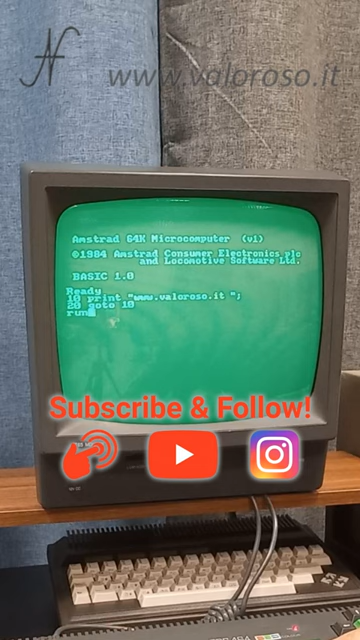 www.valoroso.it
Amstrad 64K Microcomputer (v1)
©1984 Amstrad Consumer Electronics plc
and Locomotive Software Ltd.
BASIC 1.0
Ready
10 print "www.valoroso.it ";
20 goto 10
run
Subscribe & Follow!